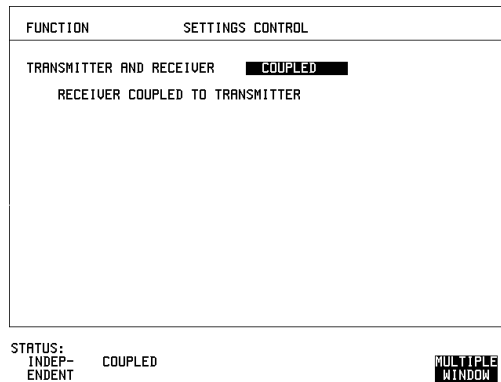 FUNCTION SETTINGS CONTROL
TRANSMITTER AND RECEIVER COUPLED
RECEIVER COUPLED TO TRANSMITTER
STATUS:
INDEP- COUPLED MULTIPLE
ENDENT WINDOW